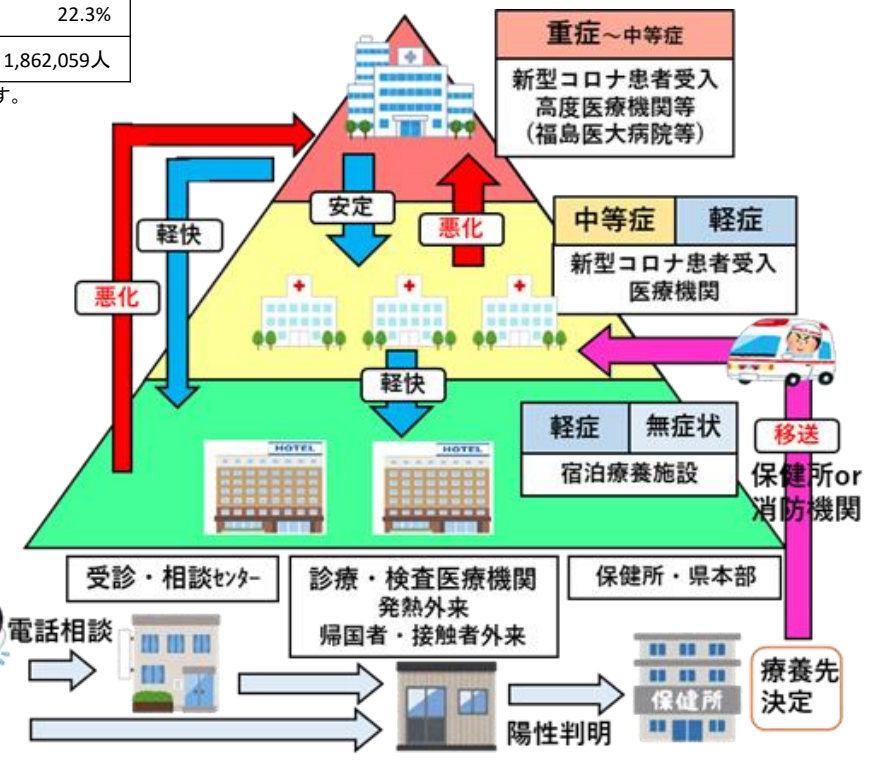 22.3%
1,862,059人
す。
重症～中等症
新型コロナ患者受入
高度医療機関等
（福島医大病院等）
安定
悪化
軽快
悪化
中等症
軽症
新型コロナ患者受入
医療機関
軽快
軽症
無症状
宿泊療養施設
HOTEL
HOTEL
移送
保健所or
消防機関
受診・相談ｾﾝﾀｰ
診療・検査医療機関
発熱外来
帰国者・接触者外来
保健所・県本部
電話相談
陽性判明
保健所
療養先
決定